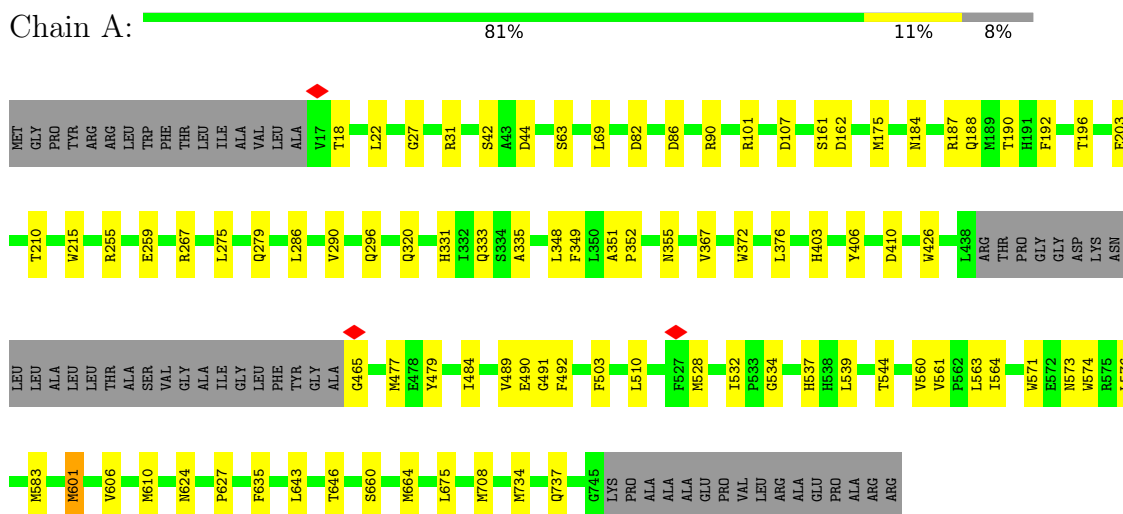 Chain A:
81% 11% 8%
MET GLY PRO TYR ARG ARG LEU TRP PHE THR LEU ILE ALA VAL LEU ALA V17 T18 L22 G27 R31 S42 A43 D44 S63 L69 D82 D86 R90 R101 D107 S161 D162 M175 N184 R187 Q188 M189 T190 H191 F192 T196 E203
T210 W215 R255 E259 R267 L275 Q279 L286 V290 Q296 Q320 H331 I332 Q333 S334 A335 L348 F349 L350 A351 P352 N355 V367 W372 L376 H403 Y406 D410 W426 L438 ARG THR PRO GLY GLY ASP LYS ASN
LEU LEU ALA LEU LEU THR ALA SER VAL GLY ALA ILE GLY LEU PHE TYR GLY ALA G465 M477 E478 Y479 I484 V489 E490 G491 F492 F503 L510 F527 M528 I532 P533 G534 H537 H538 L539 T544 V560 V561 P562 L563 I564 W571 E572 N573 W574 R575
M583 M601 V606 M610 N624 P627 F635 L643 T646 S660 M664 L675 M708 M734 Q737 G745 LYS PRO ALA ALA ALA GLU PRO VAL LEU ARG ALA GLU PRO ALA ARG ARG